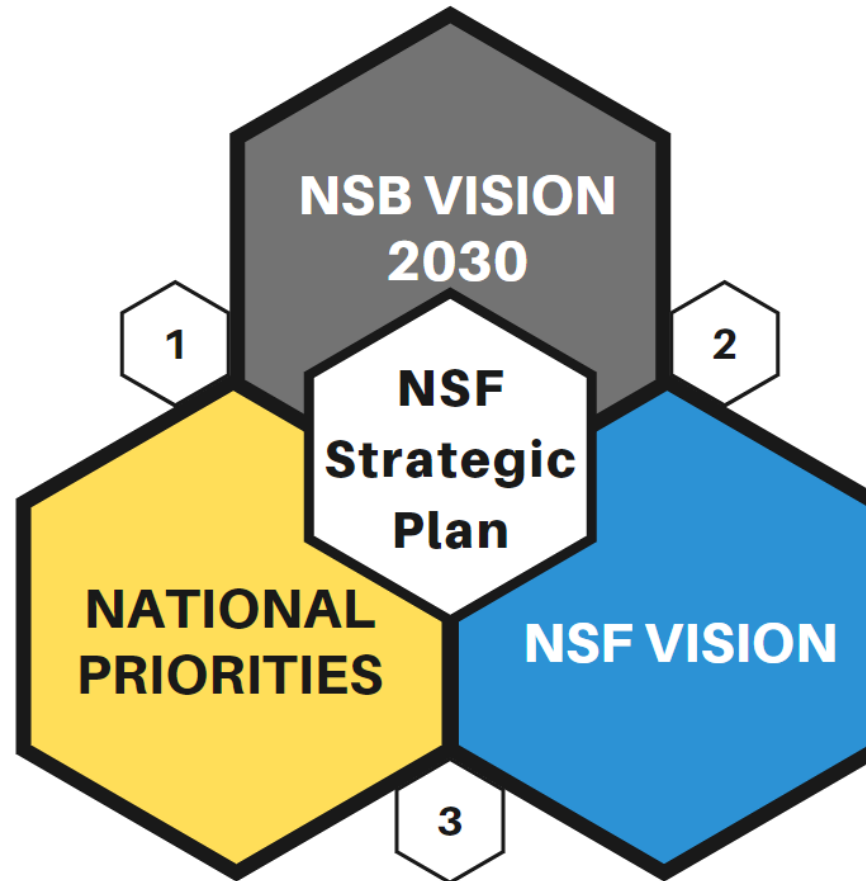 NSB VISION
2030
1
2
NSF
Strategic
Plan
NATIONAL
PRIORITIES
NSF VISION
3